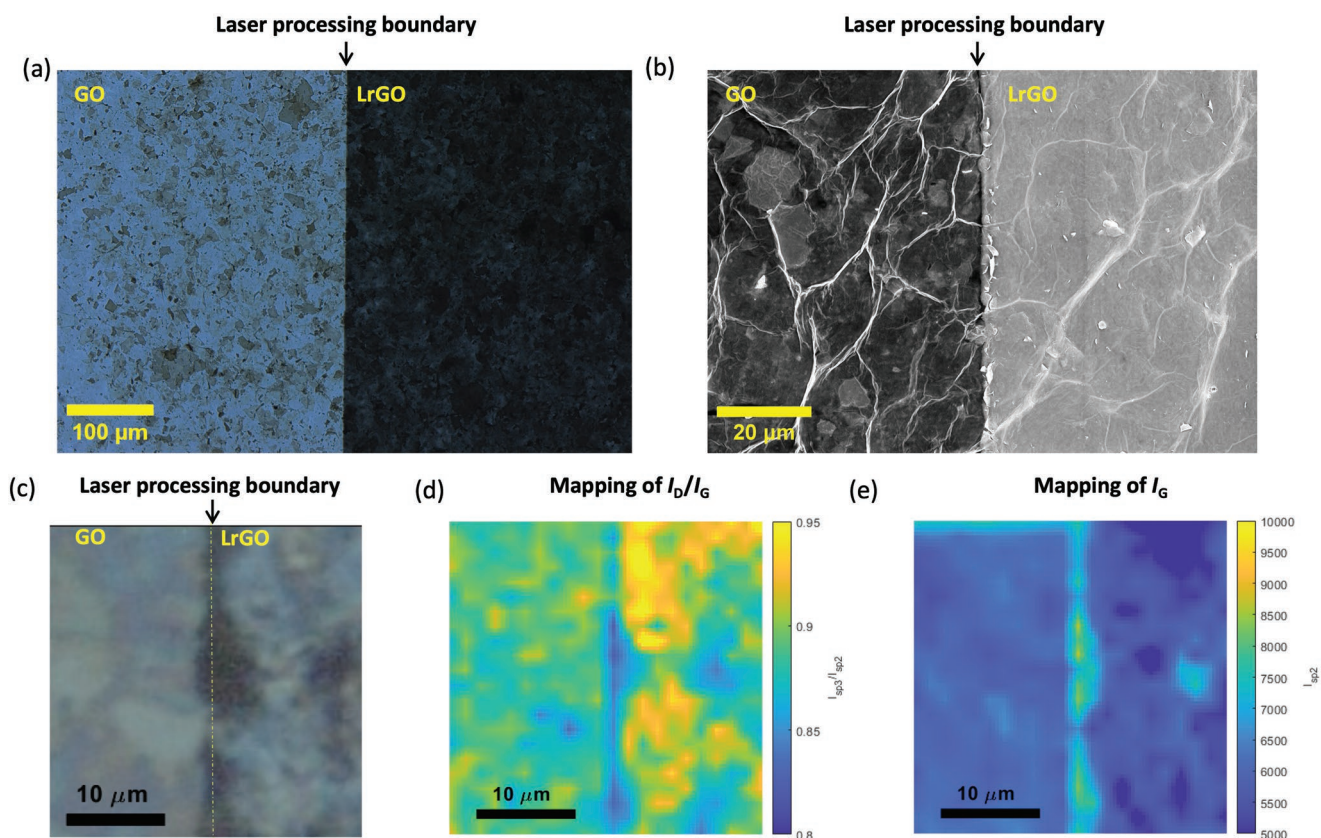 Laser processing boundary
Laser processing boundary
(a)
(b)
GO
LrGO
GO
LrGO
100 μm
20 μm
(c)
Laser processing boundary
(d)
Mapping of I_D/I_G
(e)
Mapping of I_G
GO
LrGO
10 μm
10 μm
0.95
0.9
0.85
0.8
I_sp3/I_sp2
10 μm
10000
9500
9000
8500
8000
7500
7000
6500
6000
5500
5000
I_sp2